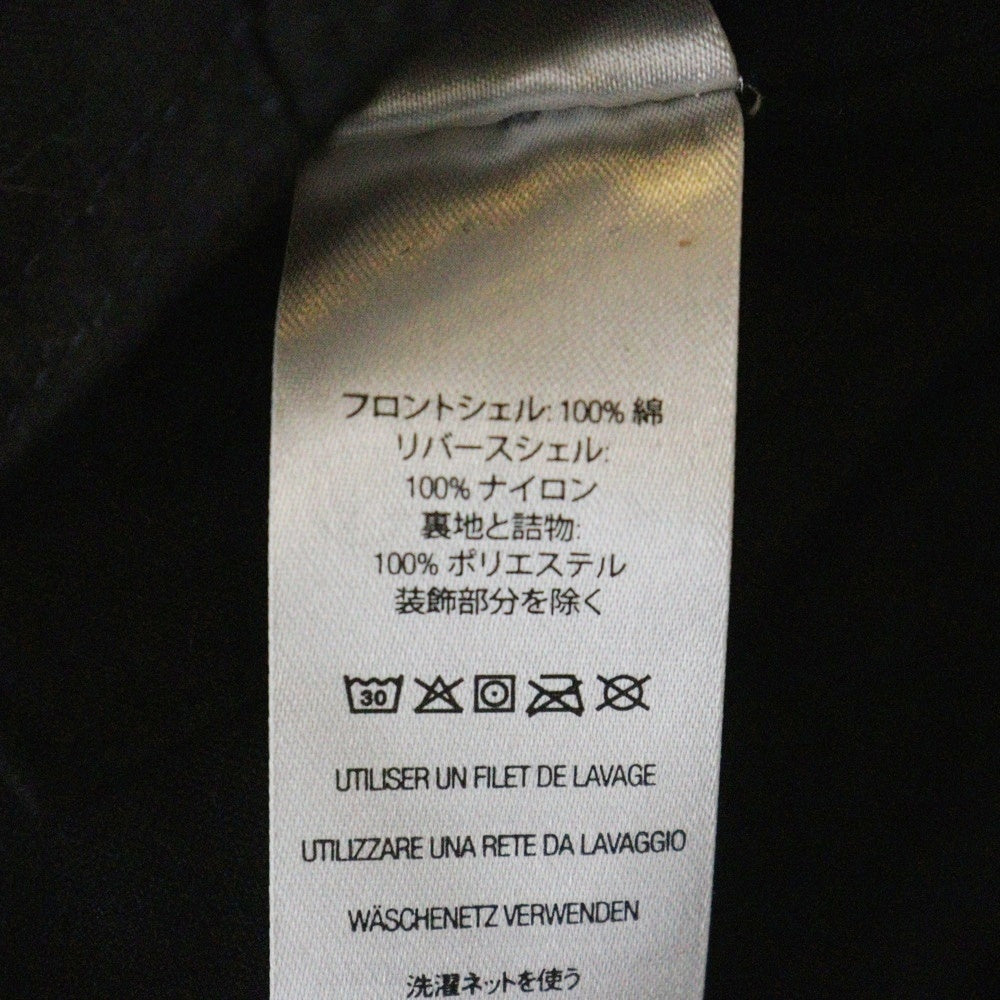 フロントシェル: 100% 綿
リバースシェル:
100% ナイロン
裏地と詰物:
100% ポリエステル
装飾部分を除く
30
UTILISER UN FILET DE LAVAGE
UTILIZZARE UNA RETE DA LAVAGGIO
WÄSCHENETZ VERWENDEN
洗濯ネットを使う